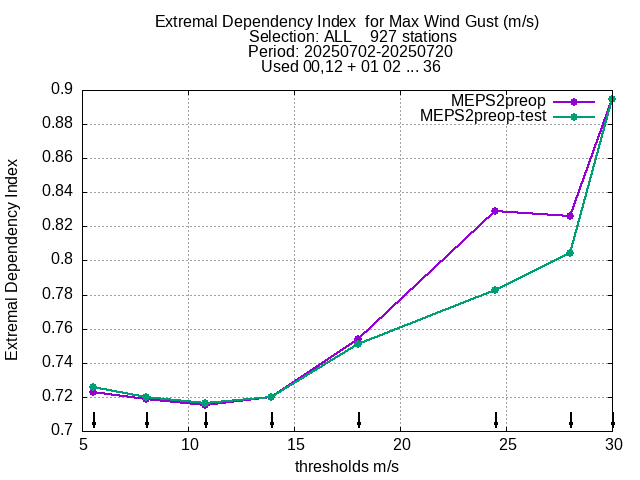 Extremal Dependency Index  for Max Wind Gust (m/s)
Selection: ALL    927 stations
Period: 20250702-20250720
Used 00,12 + 01 02 ... 36
MEPS2preop
MEPS2preop-test
Extremal Dependency Index
0.9
0.88
0.86
0.84
0.82
0.8
0.78
0.76
0.74
0.72
0.7
5 10 15 20 25 30
thresholds m/s